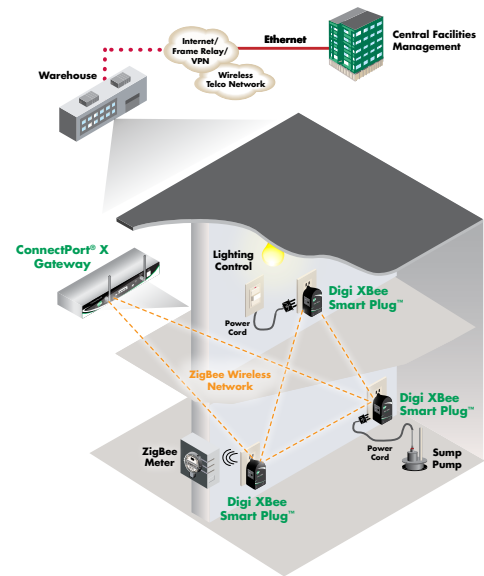 Internet/
Frame Relay/
VPN
Ethernet
Central Facilities
Management
Warehouse
Wireless
Telco Network
ConnectPort® X
Gateway
Lighting
Control
Digi XBee
Smart Plug™
Power
Cord
ZigBee Wireless
Network
Digi XBee
Smart Plug™
ZigBee
Meter
Power
Cord
Sump
Pump
Digi XBee
Smart Plug™